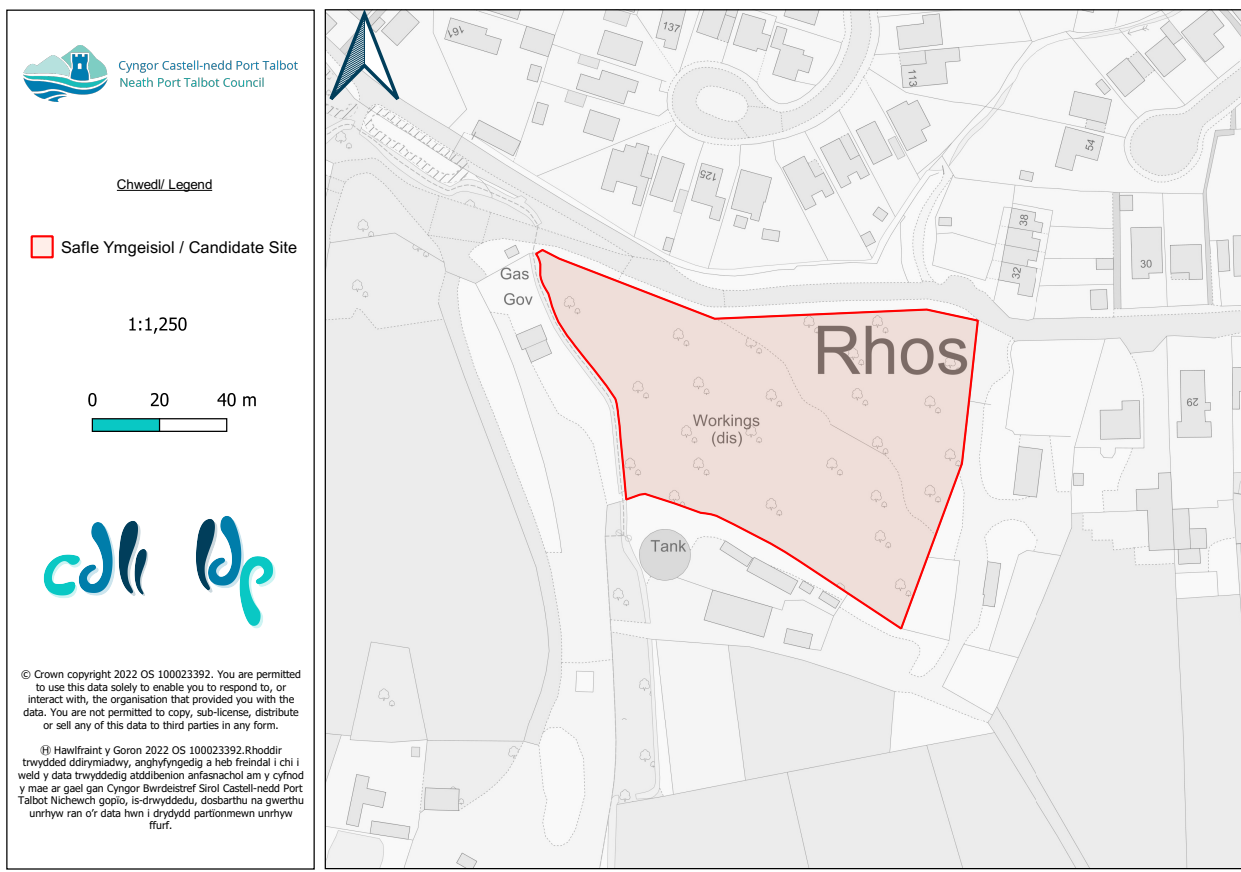 Cyngor Castell-nedd Port Talbot
Neath Port Talbot Council
Chwedl/ Legend
Safle Ymgeisiol / Candidate Site
1:1,250
0 20 40 m
cdll ldp
© Crown copyright 2022 OS 100023392. You are permitted
to use this data solely to enable you to respond to, or
interact with, the organisation that provided you with the
data. You are not permitted to copy, sub-license, distribute
or sell any of this data to third parties in any form.
Ⓗ Hawlfraint y Goron 2022 OS 100023392.Rhoddir
trwydded ddirymiadwy, anghyfyngedig a heb freindal i chi i
weld y data trwyddedig atddibenion anfasnachol am y cyfnod
y mae ar gael gan Cyngor Bwrdeistref Sirol Castell-nedd Port
Talbot Nichewch gopïo, is-drwyddedu, dosbarthu na gwerthu
unrhyw ran o'r data hwn i drydydd partïonmewn unrhyw
ffurf.
161
137
113
54
125
38
32
30
Gas
Gov
Rhos
29
Workings
(dis)
Tank